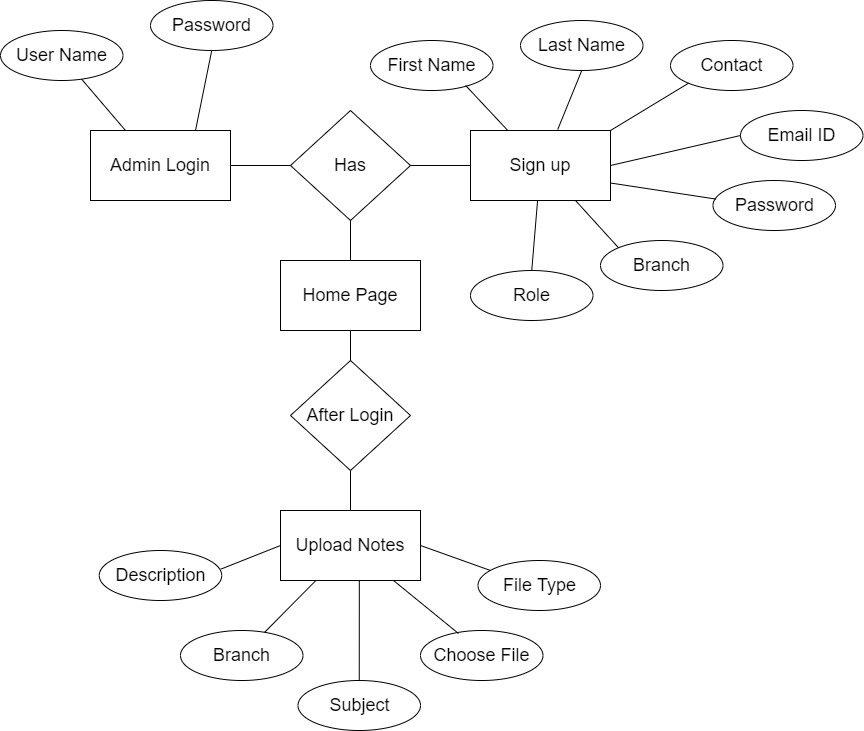 Password
User Name
Last Name
First Name
Contact
Email ID
Admin Login
Has
Sign up
Password
Branch
Role
Home Page
After Login
Upload Notes
Description
File Type
Branch
Choose File
Subject